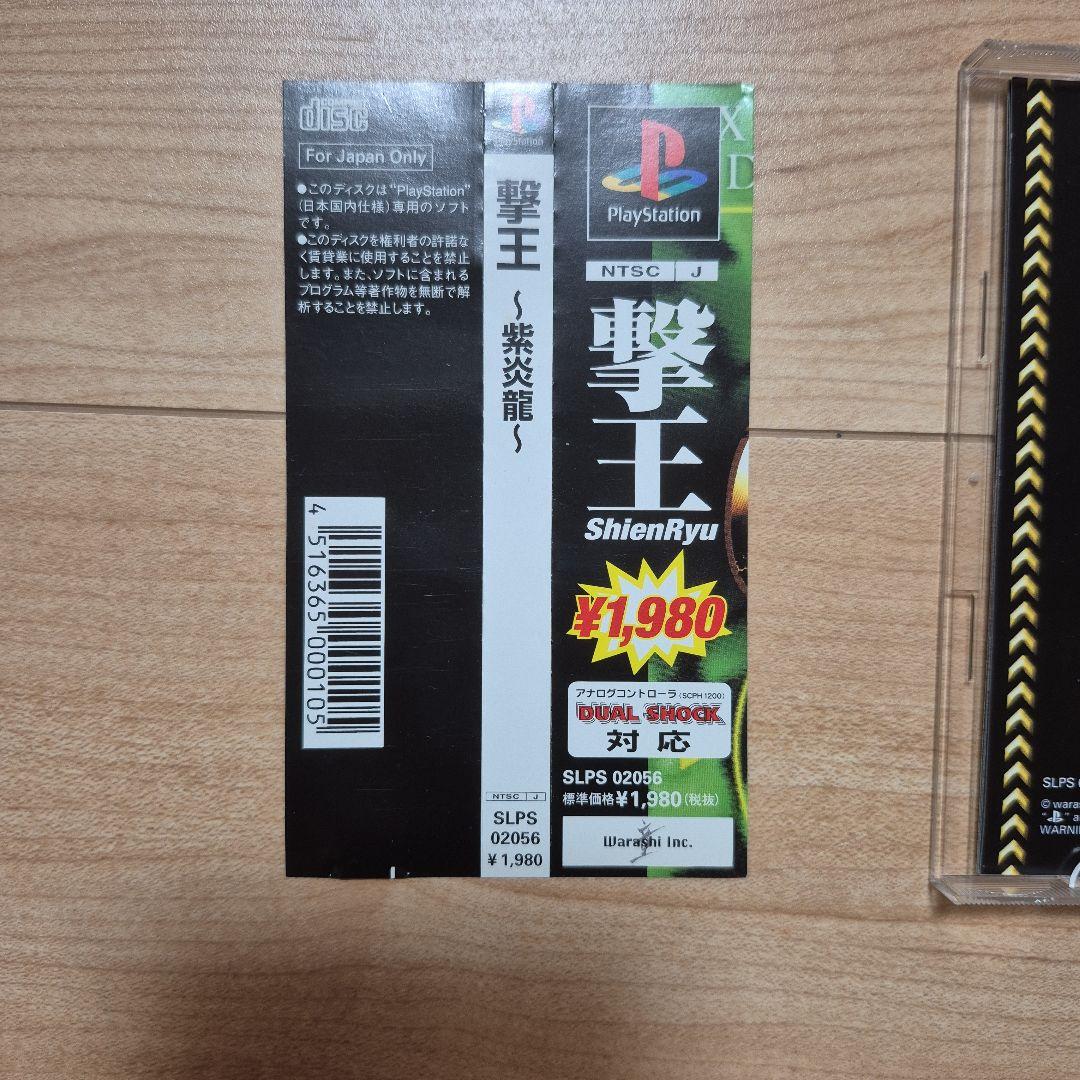 COMPACT
disc
For Japan Only
●このディスクは“PlayStation”
(日本国内仕様)専用のソフト
です。
●このディスクを権利者の許諾な
く賃貸業に使用することを禁止
します。また、ソフトに含まれる
プログラム等著作物を無断で解
析することを禁止します。
4 516365 000105
PlayStation
撃王
～紫炎龍～
NTSC J
SLPS
02056
¥1,980
X
D
PlayStation
NTSC J
撃王
ShienRyu
¥1,980
アナログコントローラ(SCPH1200)
DUAL SHOCK
対応
SLPS 02056
標準価格¥1,980(税抜)
Warashi Inc.
SLPS